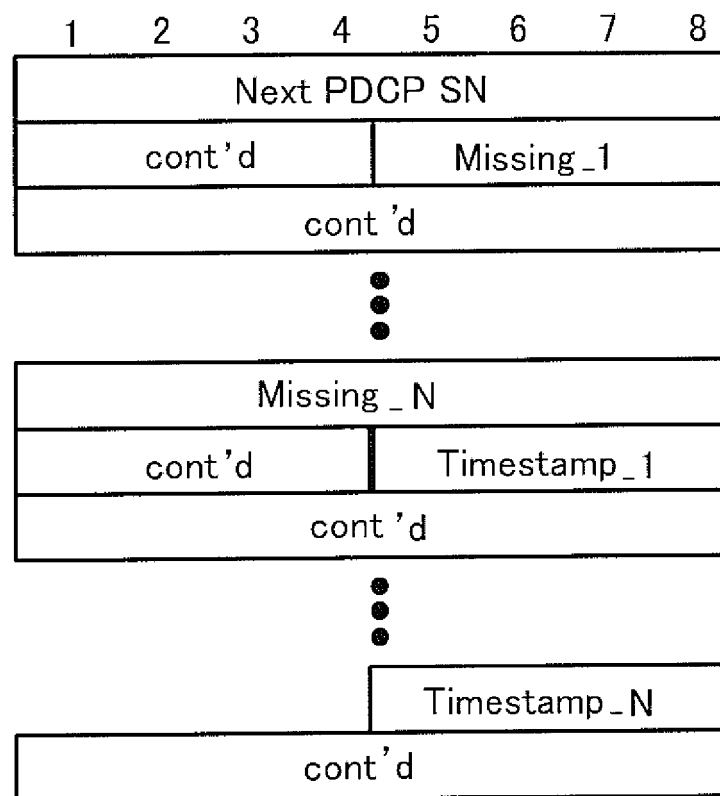 1 2 3 4 5 6 7 8
Next PDCP SN
cont'd Missing_1
cont'd
Missing_N
cont'd Timestamp_1
cont'd
Timestamp_N
cont'd